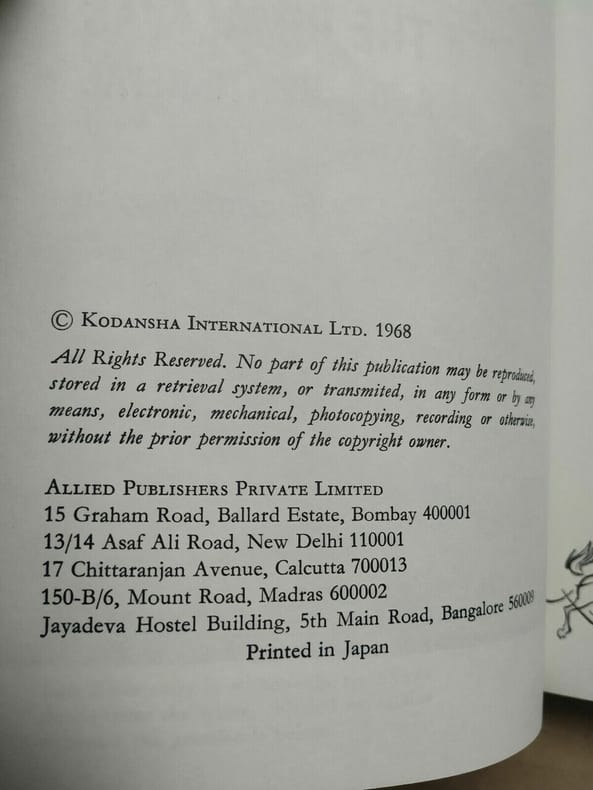 © KODANSHA INTERNATIONAL LTD. 1968
All Rights Reserved. No part of this publication may be reproduced,
stored in a retrieval system, or transmited, in any form or by any
means, electronic, mechanical, photocopying, recording or otherwise,
without the prior permission of the copyright owner.
ALLIED PUBLISHERS PRIVATE LIMITED
15 Graham Road, Ballard Estate, Bombay 400001
13/14 Asaf Ali Road, New Delhi 110001
17 Chittaranjan Avenue, Calcutta 700013
150-B/6, Mount Road, Madras 600002
Jayadeva Hostel Building, 5th Main Road, Bangalore 560009
Printed in Japan